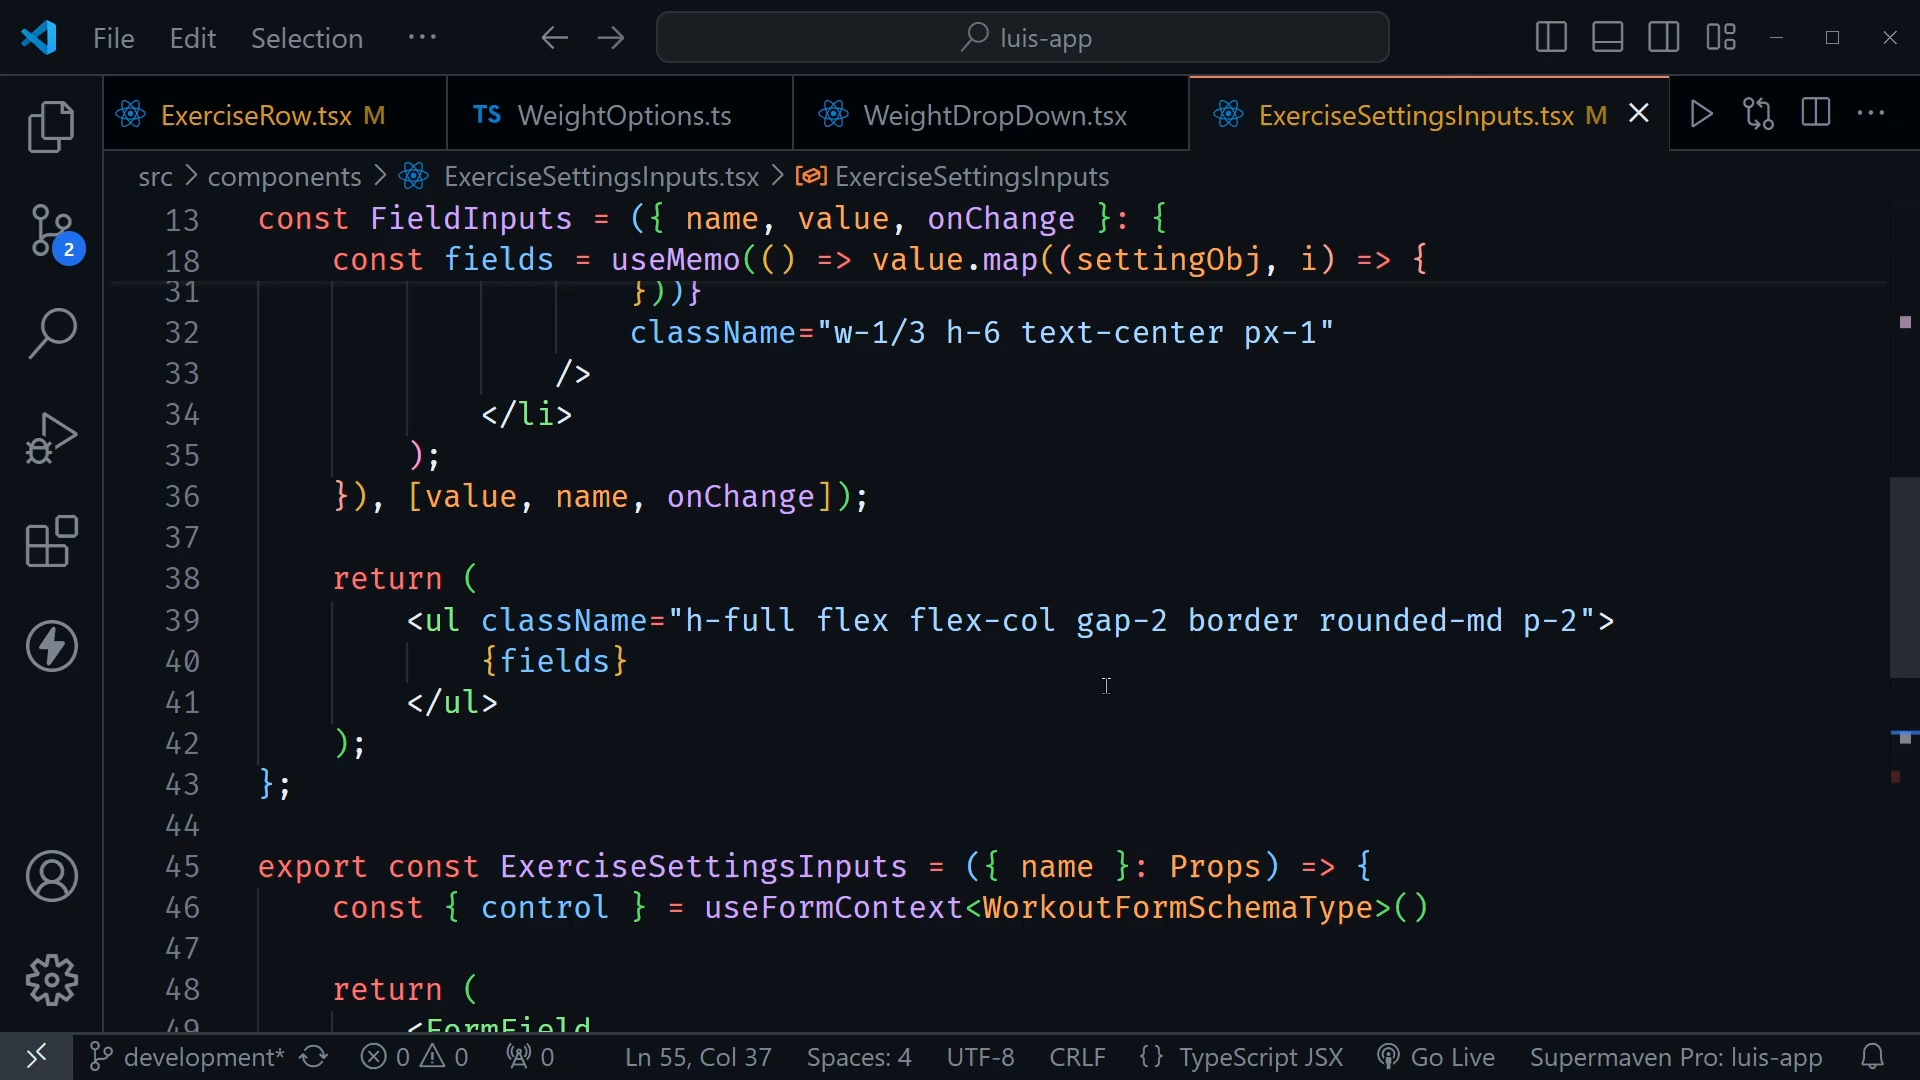 File Edit Selection ··· luis-app
ExerciseRow.tsx M TS WeightOptions.ts WeightDropDown.tsx ExerciseSettingsInputs.tsx M
src > components > ExerciseSettingsInputs.tsx > ExerciseSettingsInputs
13 const FieldInputs = ({ name, value, onChange }: {
18 const fields = useMemo(() => value.map((settingObj, i) => {
31 }))}
32 className="w-1/3 h-6 text-center px-1"
33 />
34 </li>
35 );
36 }), [value, name, onChange]);
37
38 return (
39 <ul className="h-full flex flex-col gap-2 border rounded-md p-2">
40 {fields}
41 </ul>
42 );
43 };
44
45 export const ExerciseSettingsInputs = ({ name }: Props) => {
46 const { control } = useFormContext<WorkoutFormSchemaType>()
47
48 return (
49 <FormField
2
development* 0 0 0 Ln 55, Col 37 Spaces: 4 UTF-8 CRLF {} TypeScript JSX Go Live Supermaven Pro: luis-app